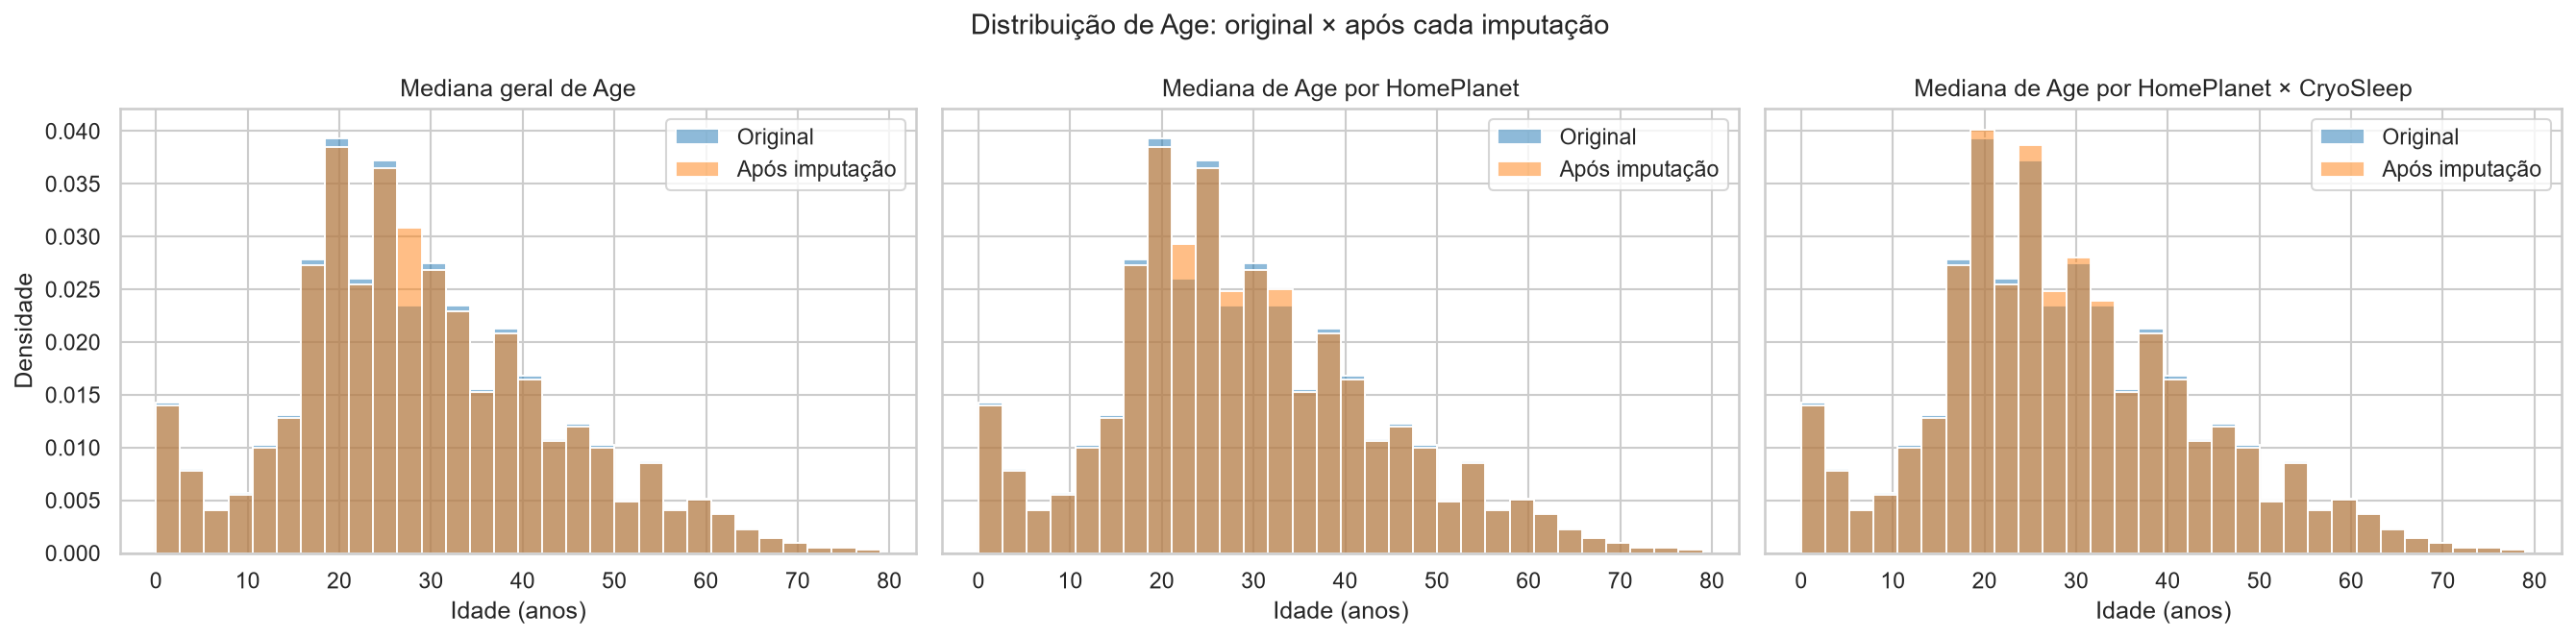 Distribuição de Age: original × após cada imputação
Mediana geral de Age
Mediana de Age por HomePlanet
Mediana de Age por HomePlanet × CryoSleep
Densidade
0.040
0.035
0.030
0.025
0.020
0.015
0.010
0.005
0.000
Original
Após imputação
Original
Após imputação
Original
Após imputação
0 10 20 30 40 50 60 70 80
0 10 20 30 40 50 60 70 80
0 10 20 30 40 50 60 70 80
Idade (anos)
Idade (anos)
Idade (anos)